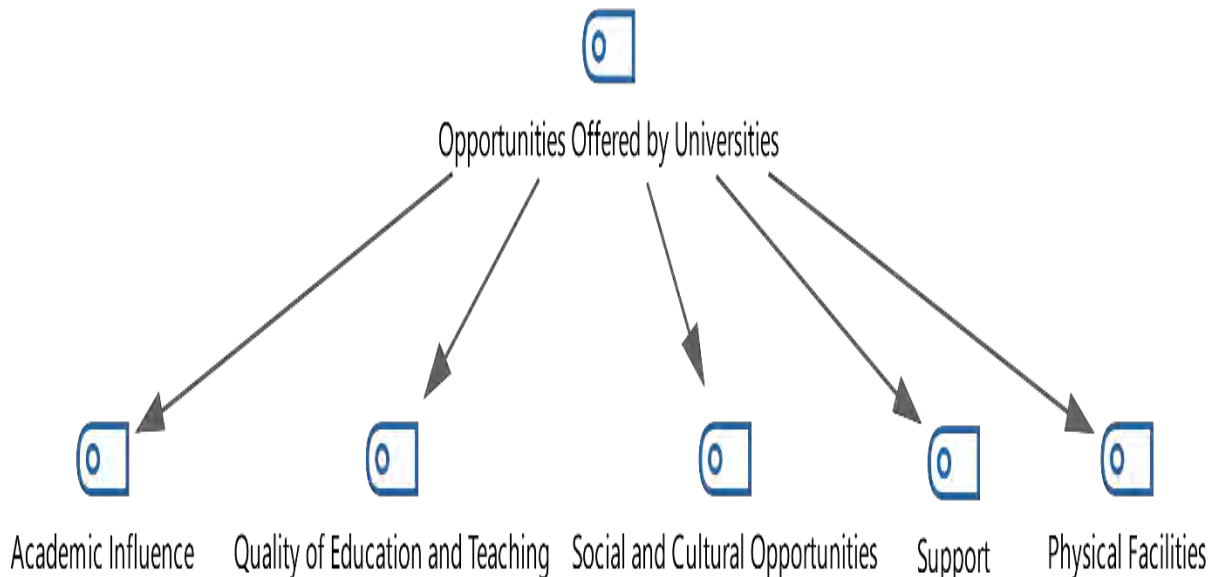 Opportunities Offered by Universities
Academic Influence
Quality of Education and Teaching
Social and Cultural Opportunities
Support
Physical Facilities